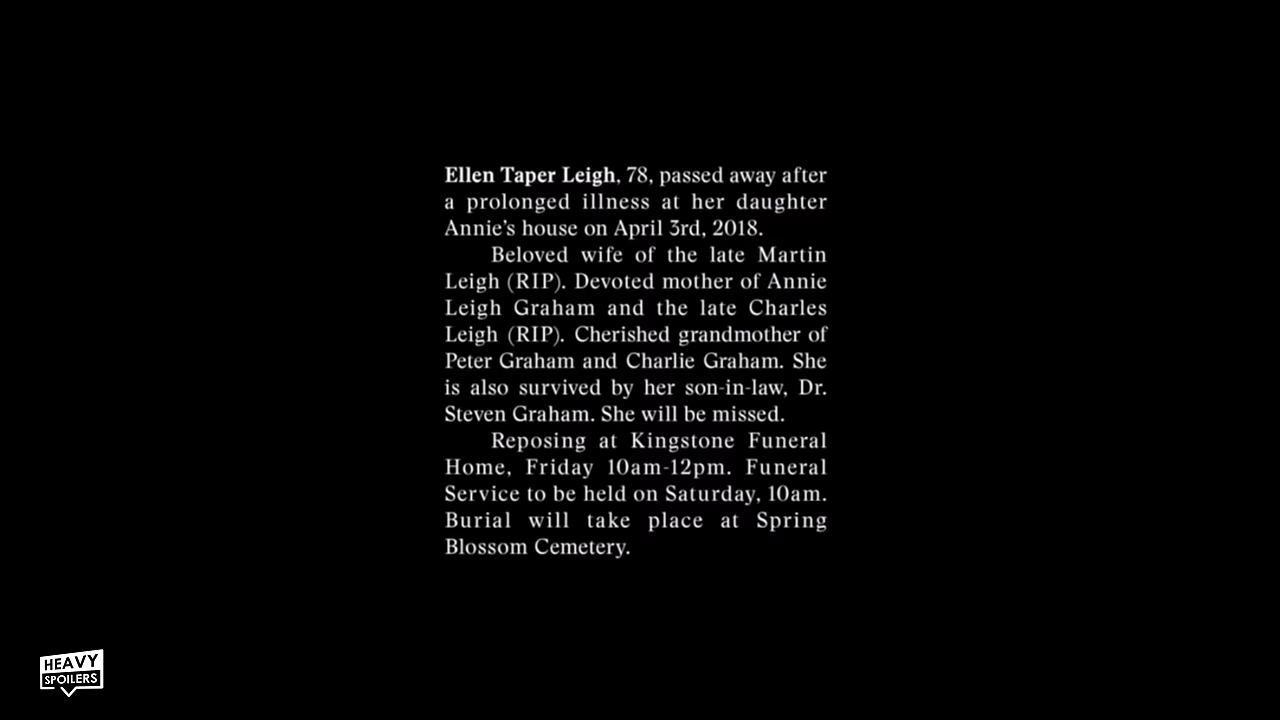 Ellen Taper Leigh, 78, passed away after
a prolonged illness at her daughter
Annie's house on April 3rd, 2018.
Beloved wife of the late Martin
Leigh (RIP). Devoted mother of Annie
Leigh Graham and the late Charles
Leigh (RIP). Cherished grandmother of
Peter Graham and Charlie Graham. She
is also survived by her son-in-law, Dr.
Steven Graham. She will be missed.
Reposing at Kingstone Funeral
Home, Friday 10am-12pm. Funeral
Service to be held on Saturday, 10am.
Burial will take place at Spring
Blossom Cemetery.
HEAVY
SPOILERS